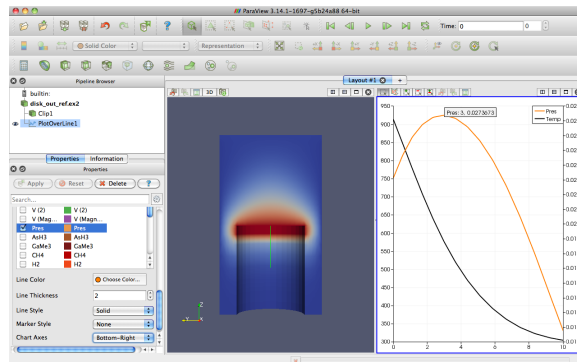 ParaView 3.14.1-1697-g5b24a88 64-bit
Time: 0
0
Solid Color
Representation
Pipeline Browser
builtin:
disk_out_ref.ex2
Clip1
PlotOverLine1
Properties
Information
Properties
Apply
Reset
Delete
?
Search...
V (2)
V (2)
V (Mag...
V (Magn...
Pres
Pres
AsH3
AsH3
GaMe3
GaMe3
CH4
CH4
H2
H2
Line Color
Choose Color...
Line Thickness
2
Line Style
Solid
Marker Style
None
Chart Axes
Bottom-Right
3D
Layout #1
+
Z
Y
Pres: 3, 0.0273673
Pres
Temp
950
900
850
800
750
700
650
600
550
500
450
400
350
300
0
2
4
6
8
10